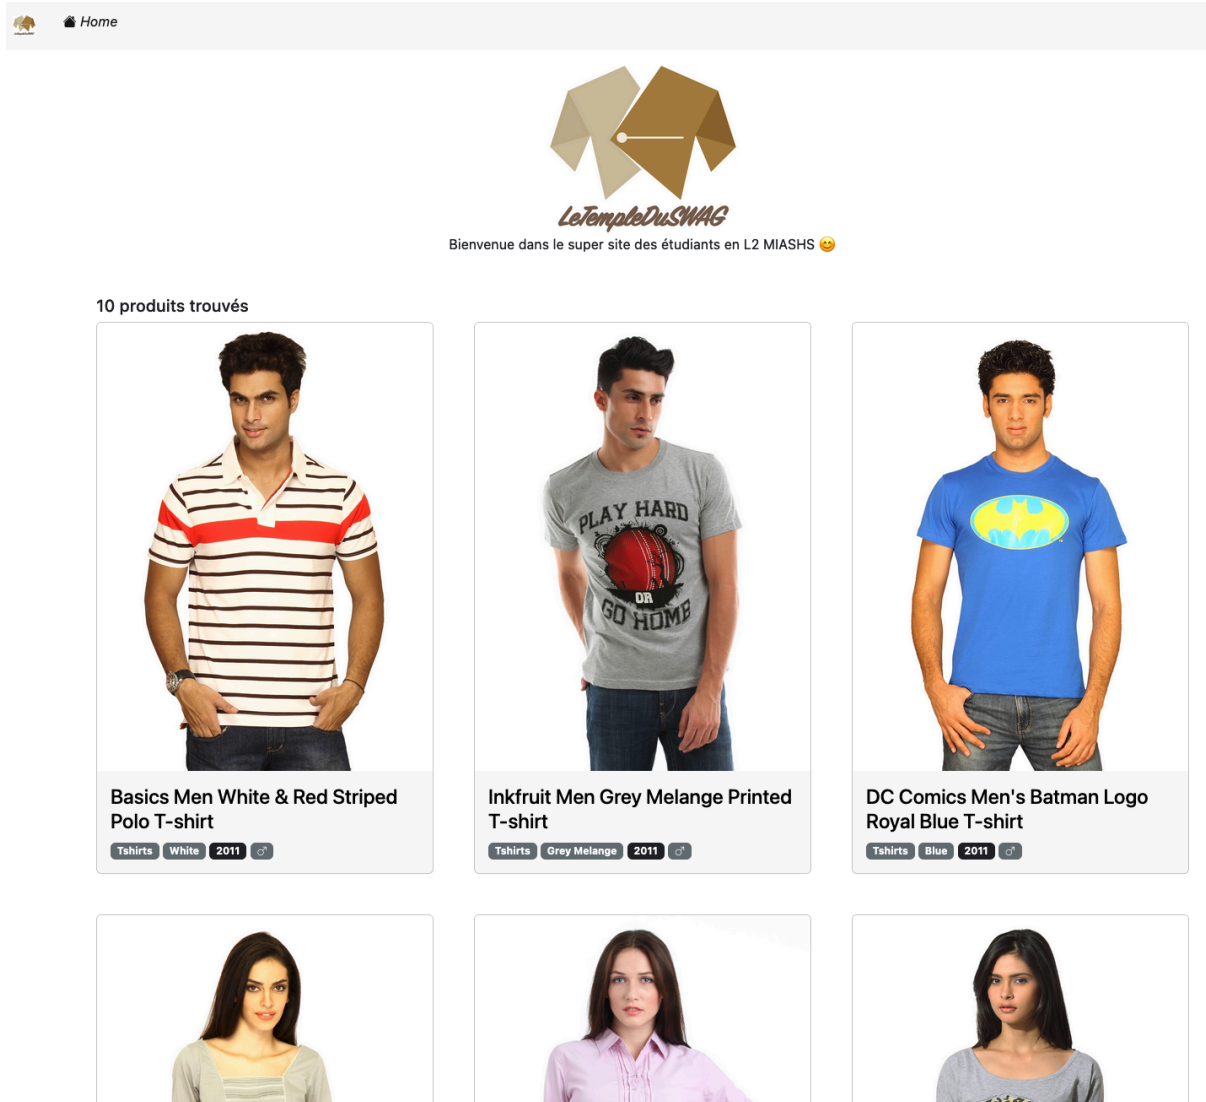 Home
LeTempleDuSWAG
Bienvenue dans le super site des étudiants en L2 MIASHS 😊
10 produits trouvés
PLAY HARD
OR
GO HOME
Basics Men White & Red Striped
Polo T-shirt
Tshirts White 2011 ♂
Inkfruit Men Grey Melange Printed
T-shirt
Tshirts Grey Melange 2011 ♂
DC Comics Men's Batman Logo
Royal Blue T-shirt
Tshirts Blue 2011 ♂